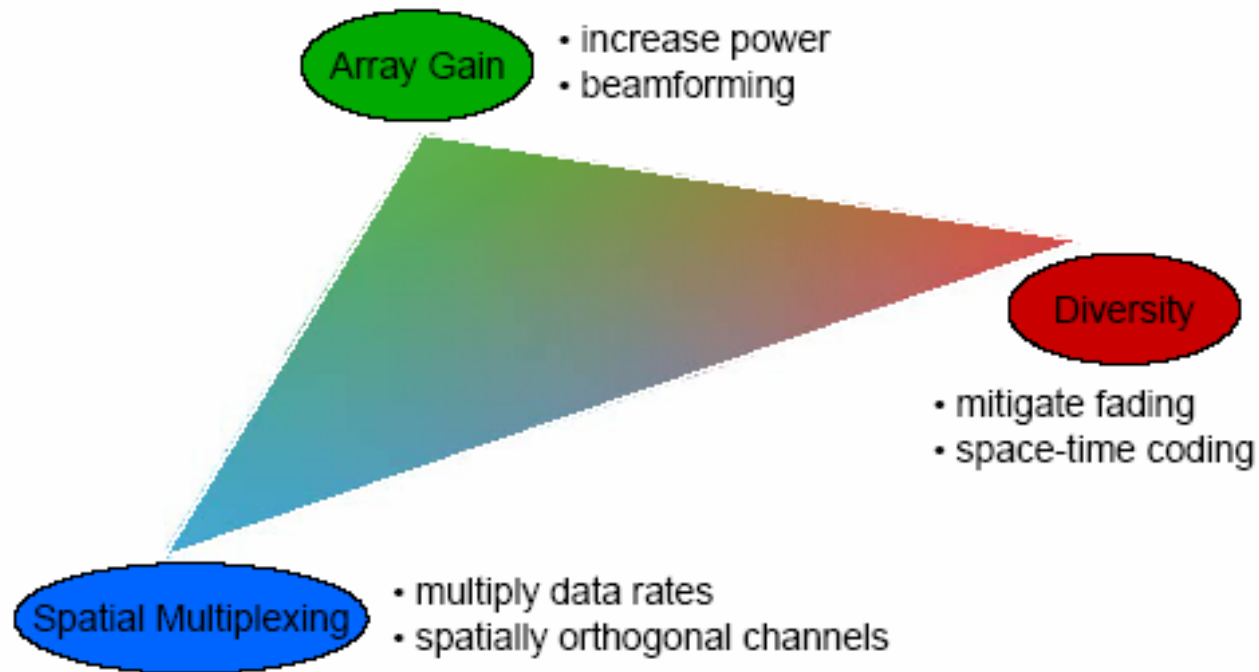 Array Gain
• increase power
• beamforming
Diversity
• mitigate fading
• space-time coding
Spatial Multiplexing
• multiply data rates
• spatially orthogonal channels